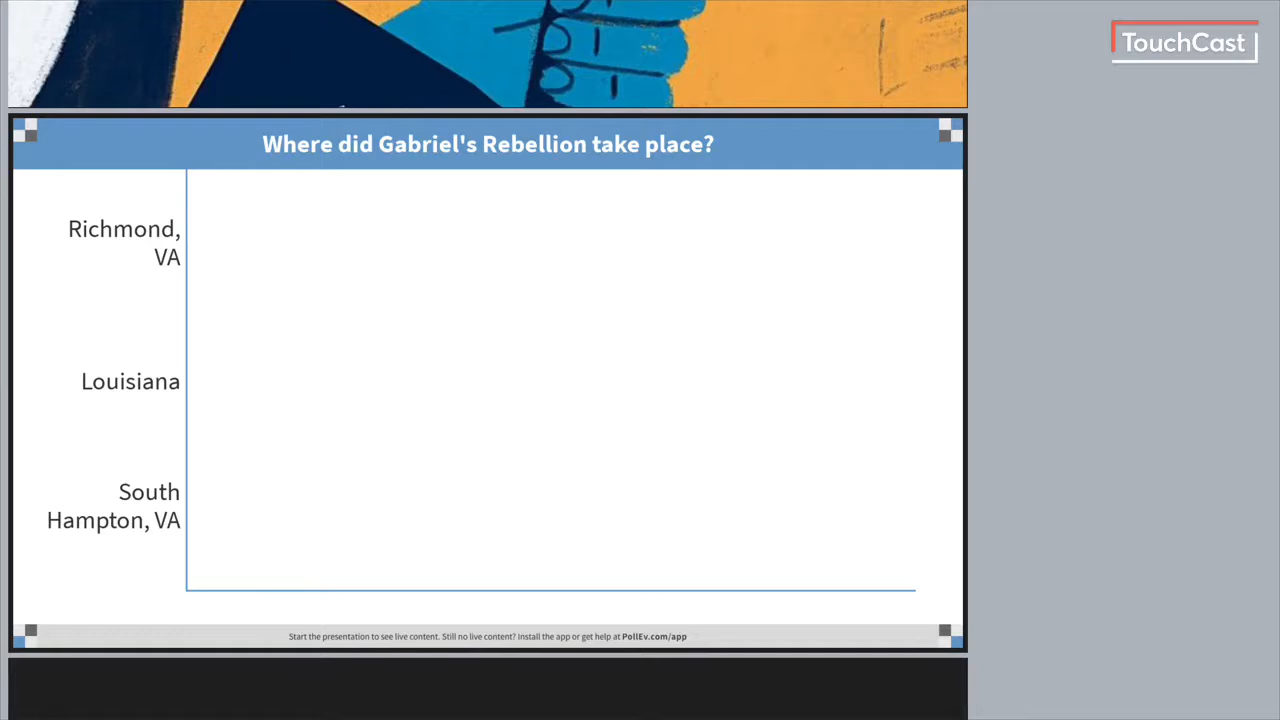 TouchCast
Where did Gabriel's Rebellion take place?
Richmond,
VA
Louisiana
South
Hampton, VA
Start the presentation to see live content. Still no live content? Install the app or get help at PollEv.com/app